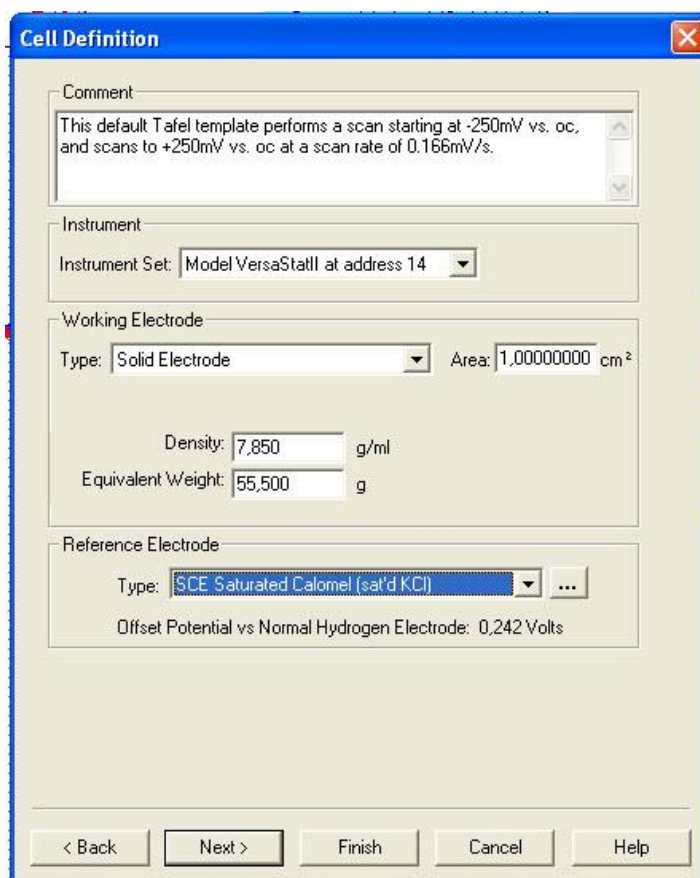 Cell Definition
Comment
This default Tafel template performs a scan starting at -250mV vs. oc,
and scans to +250mV vs. oc at a scan rate of 0.166mV/s.
Instrument
Instrument Set: Model VersaStatII at address 14
Working Electrode
Type: Solid Electrode Area: 1,00000000 cm²
Density: 7,850 g/ml
Equivalent Weight: 55,500 g
Reference Electrode
Type: SCE Saturated Calomel (sat'd KCl) ...
Offset Potential vs Normal Hydrogen Electrode: 0,242 Volts
< Back Next > Finish Cancel Help